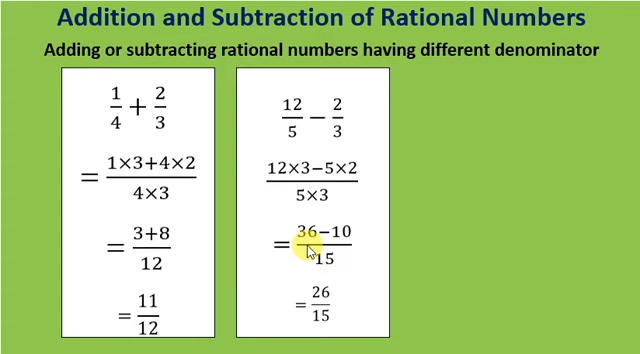 Addition and Subtraction of Rational Numbers
Adding or subtracting rational numbers having different denominator
1/4 + 2/3
= (1×3+4×2)/(4×3)
= (3+8)/12
= 11/12
12/5 − 2/3
(12×3−5×2)/(5×3)
= (36−10)/15
= 26/15